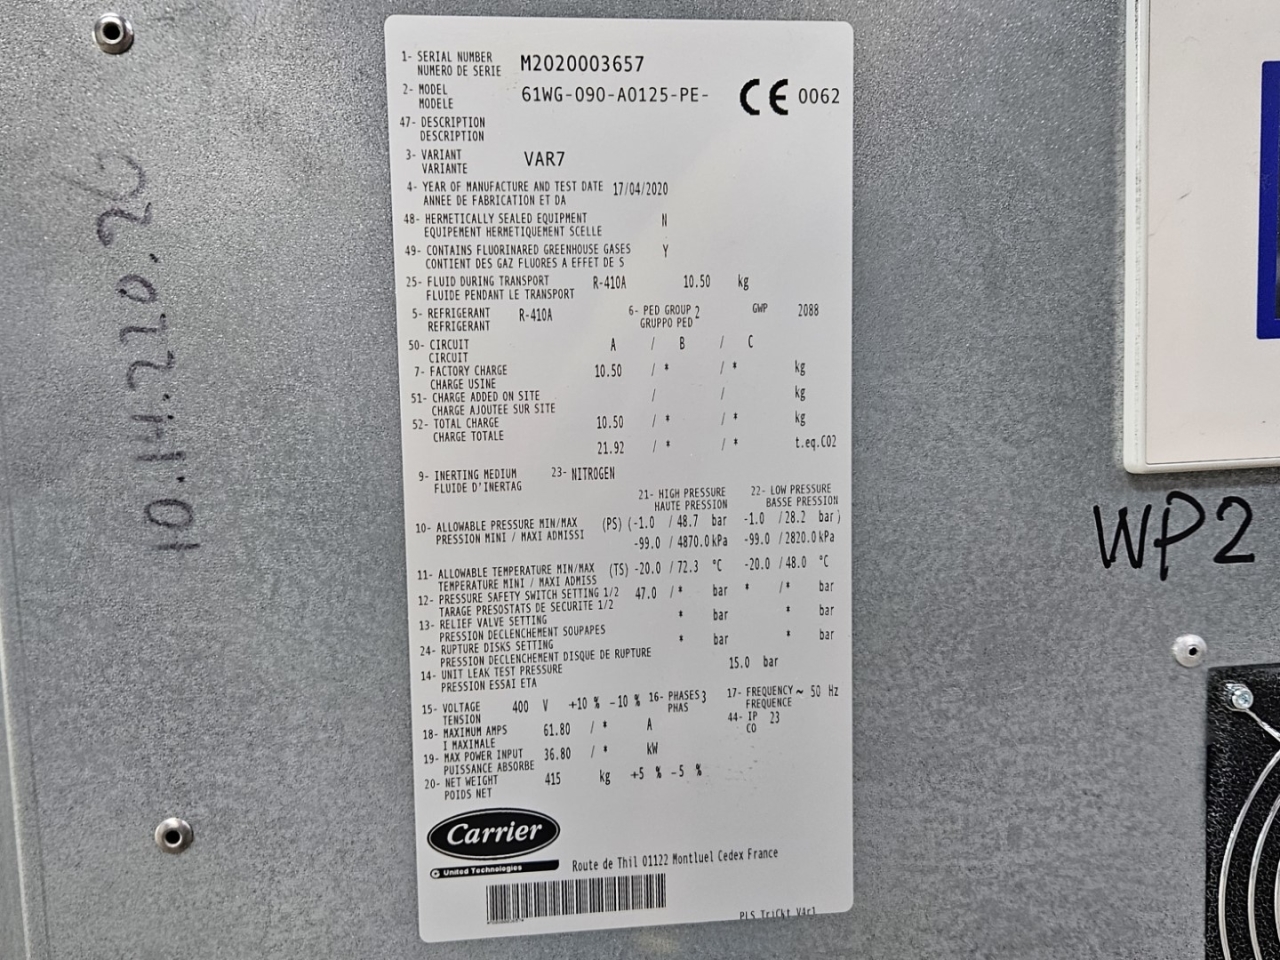 1- SERIAL NUMBER M2020003657
NUMERO DE SERIE
2- MODEL 61WG-090-A0125-PE- CE 0062
MODELE
47- DESCRIPTION
DESCRIPTION
3- VARIANT VAR7
VARIANTE
4- YEAR OF MANUFACTURE AND TEST DATE 17/04/2020
ANNEE DE FABRICATION ET DA
48- HERMETICALLY SEALED EQUIPMENT N
EQUIPEMENT HERMETIQUEMENT SCELLE
49- CONTAINS FLUORINARED GREENHOUSE GASES Y
CONTIENT DES GAZ FLUORES A EFFET DE S
25- FLUID DURING TRANSPORT R-410A 10.50 kg
FLUIDE PENDANT LE TRANSPORT
5- REFRIGERANT R-410A 6- PED GROUP 2 GWP 2088
REFRIGERANT GRUPPO PED
50- CIRCUIT A / B / C
CIRCUIT
7- FACTORY CHARGE 10.50 / * / * kg
CHARGE USINE
51- CHARGE ADDED ON SITE / / kg
CHARGE AJOUTEE SUR SITE
52- TOTAL CHARGE 10.50 / * / * kg
CHARGE TOTALE
21.92 / * / * t.eq.CO2
9- INERTING MEDIUM 23- NITROGEN
FLUIDE D'INERTAG
21- HIGH PRESSURE 22- LOW PRESSURE
HAUTE PRESSION BASSE PRESSION
10- ALLOWABLE PRESSURE MIN/MAX (PS) (-1.0 / 48.7 bar -1.0 / 28.2 bar)
PRESSION MINI / MAXI ADMISSI -99.0 / 4870.0 kPa -99.0 / 2820.0 kPa
11- ALLOWABLE TEMPERATURE MIN/MAX (TS) -20.0 / 72.3 °C -20.0 / 48.0 °C
TEMPERATURE MINI / MAXI ADMISS
12- PRESSURE SAFETY SWITCH SETTING 1/2 47.0 / * bar * / * bar
TARAGE PRESOSTATS DE SECURITE 1/2
13- RELIEF VALVE SETTING * bar * bar
PRESSION DECLENCHEMENT SOUPAPES
24- RUPTURE DISKS SETTING * bar * bar
PRESSION DECLENCHEMENT DISQUE DE RUPTURE
14- UNIT LEAK TEST PRESSURE 15.0 bar
PRESSION ESSAI ETA
15- VOLTAGE 400 V +10 % -10 % 16- PHASES 3 17- FREQUENCY ~ 50 Hz
TENSION PHAS FREQUENCE
18- MAXIMUM AMPS 61.80 / * A 44- IP 23
I MAXIMALE CO
19- MAX POWER INPUT 36.80 / * kW
PUISSANCE ABSORBE
20- NET WEIGHT 415 kg +5 % -5 %
POIDS NET
Carrier
United Technologies
Route de Thil 01122 Montluel Cedex France
10.14.220.26
WP2